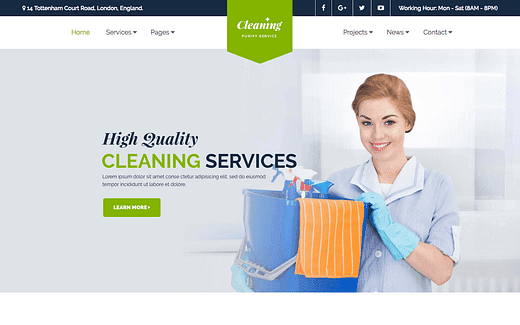 14 Tottenham Court Road, London, England.
Working Hour: Mon - Sat (8AM - 8PM)
Home
Services
Pages
Cleaning
PURIFY SERVICE
Projects
News
Contact
High Quality
CLEANING SERVICES
Lorem ipsum dolor sit amet conse ctetur adipisicing elit, sed do eiusmod
tempor incididunt ut labore et dolore.
LEARN MORE